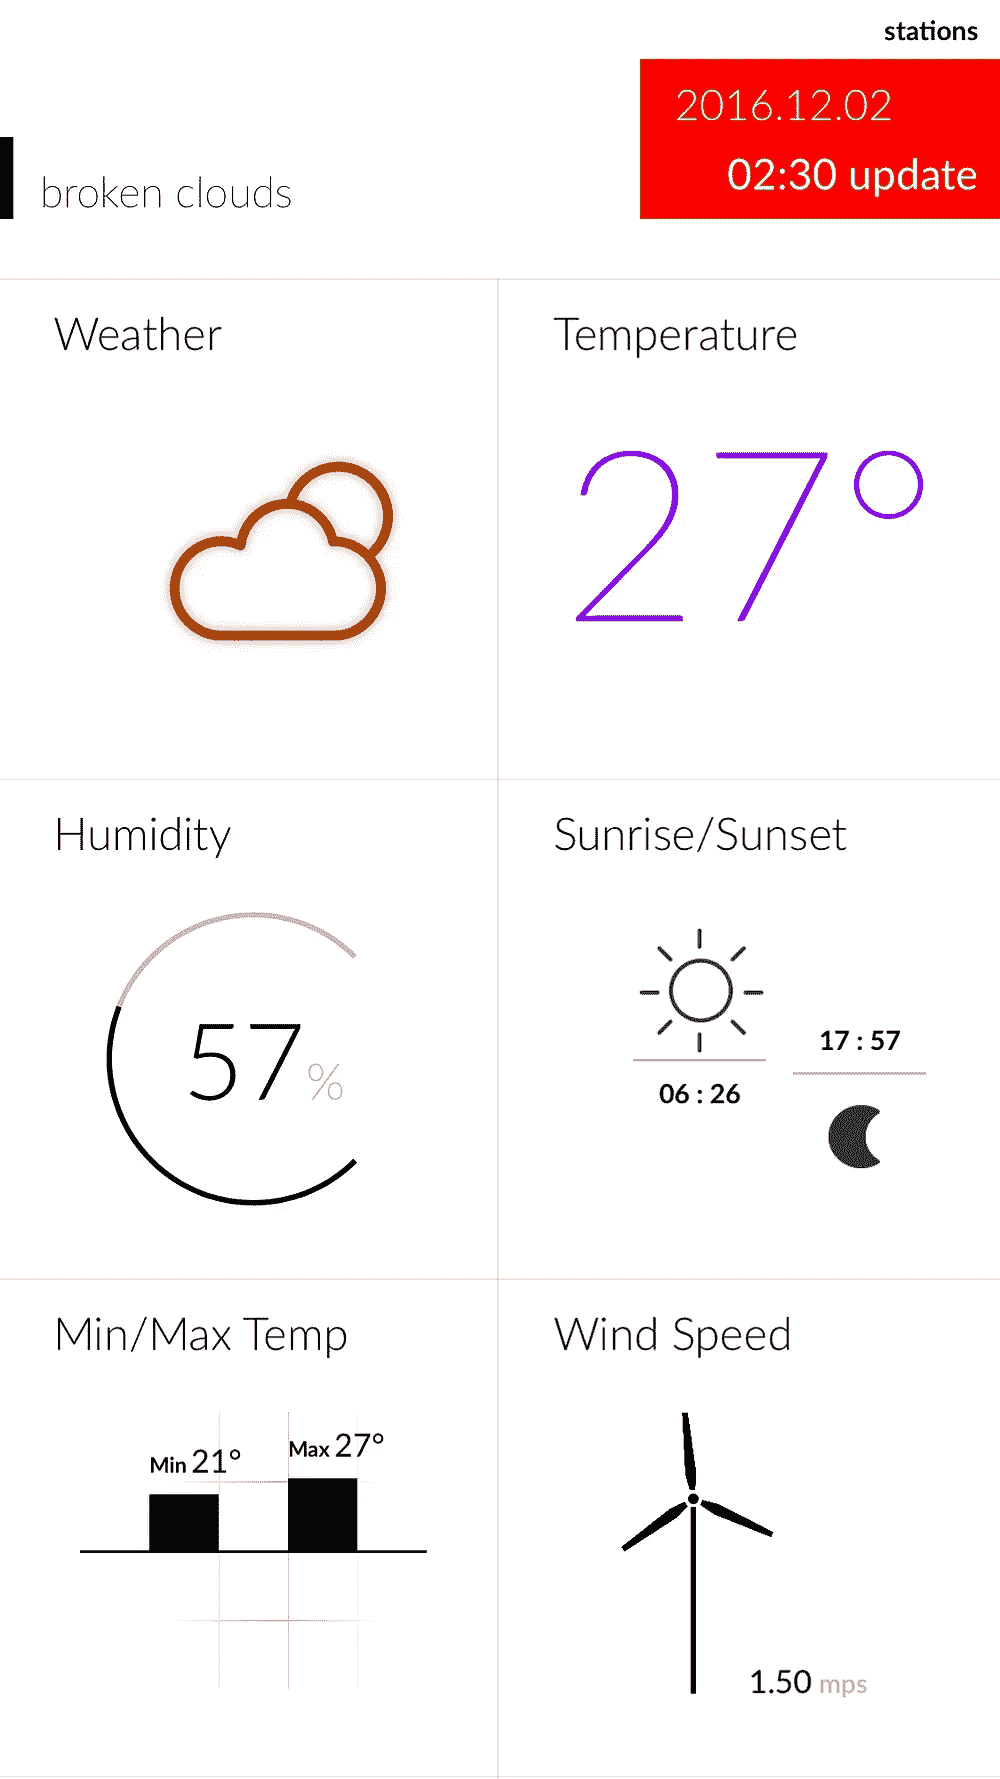 stations
2016.12.02
02:30 update
broken clouds
Weather
Temperature
27°
Humidity
Sunrise/Sunset
57 %
17 : 57
06 : 26
Min/Max Temp
Wind Speed
Min 21°
Max 27°
1.50 mps